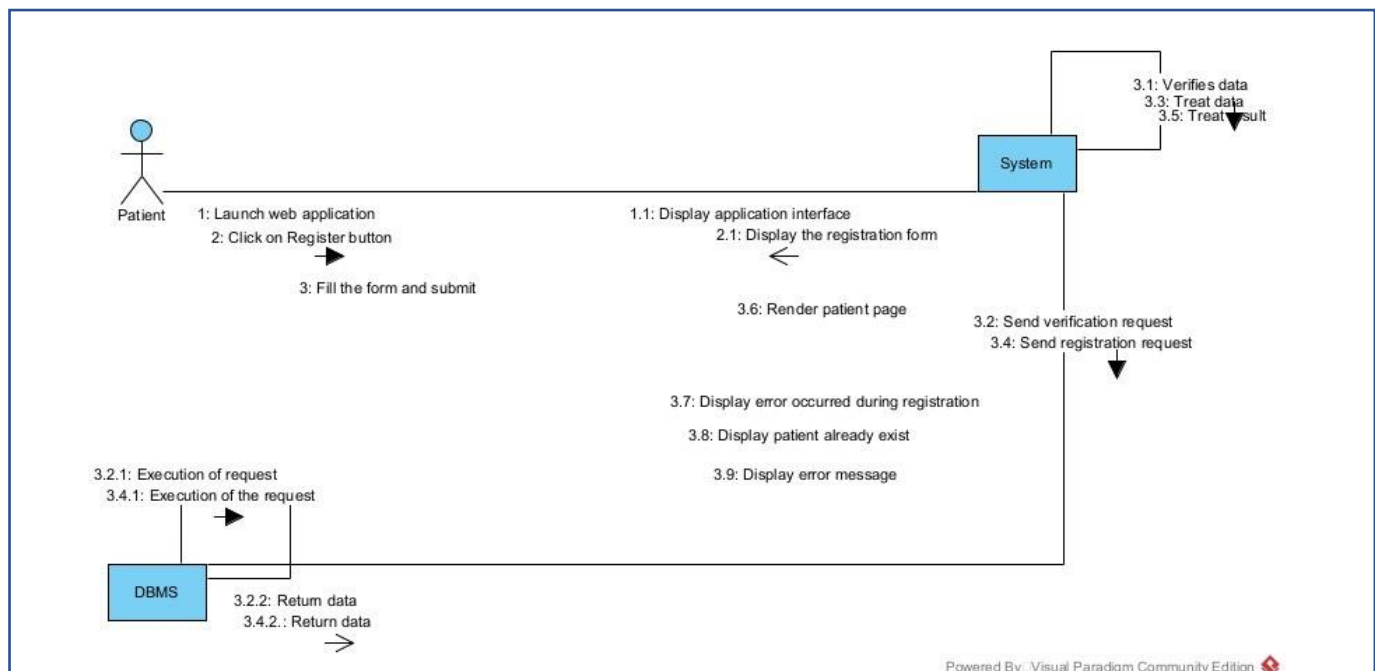 3.1: Verifies data
3.3: Treat data
3.5: Treat result
System
Patient
1: Launch web application
2: Click on Register button
3: Fill the form and submit
1.1: Display application interface
2.1: Display the registration form
3.6: Render patient page
3.2: Send verification request
3.4: Send registration request
3.7: Display error occurred during registration
3.8: Display patient already exist
3.9: Display error message
3.2.1: Execution of request
3.4.1: Execution of the request
DBMS
3.2.2: Return data
3.4.2.: Return data
Powered By: Visual Paradigm Community Edition